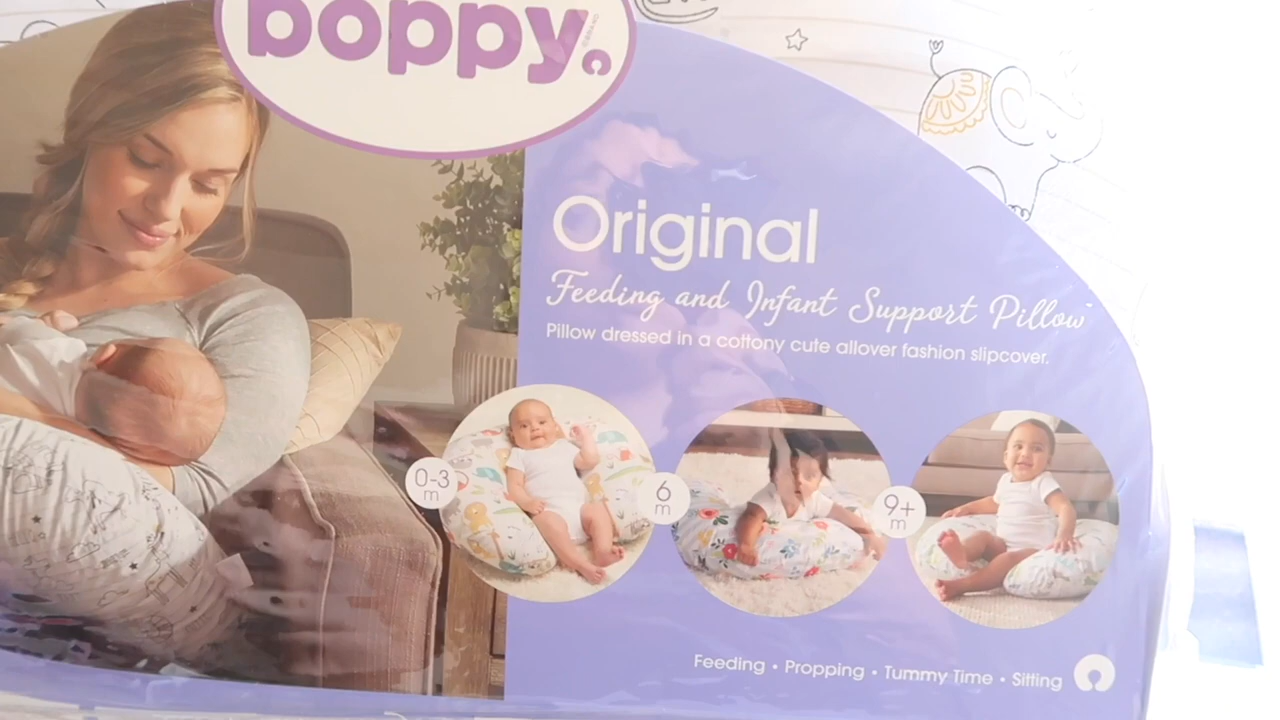 boppy
Original
Feeding and Infant Support Pillow
Pillow dressed in a cottony cute allover fashion slipcover.
0-3
m
6
m
9+
m
Feeding • Propping • Tummy Time • Sitting